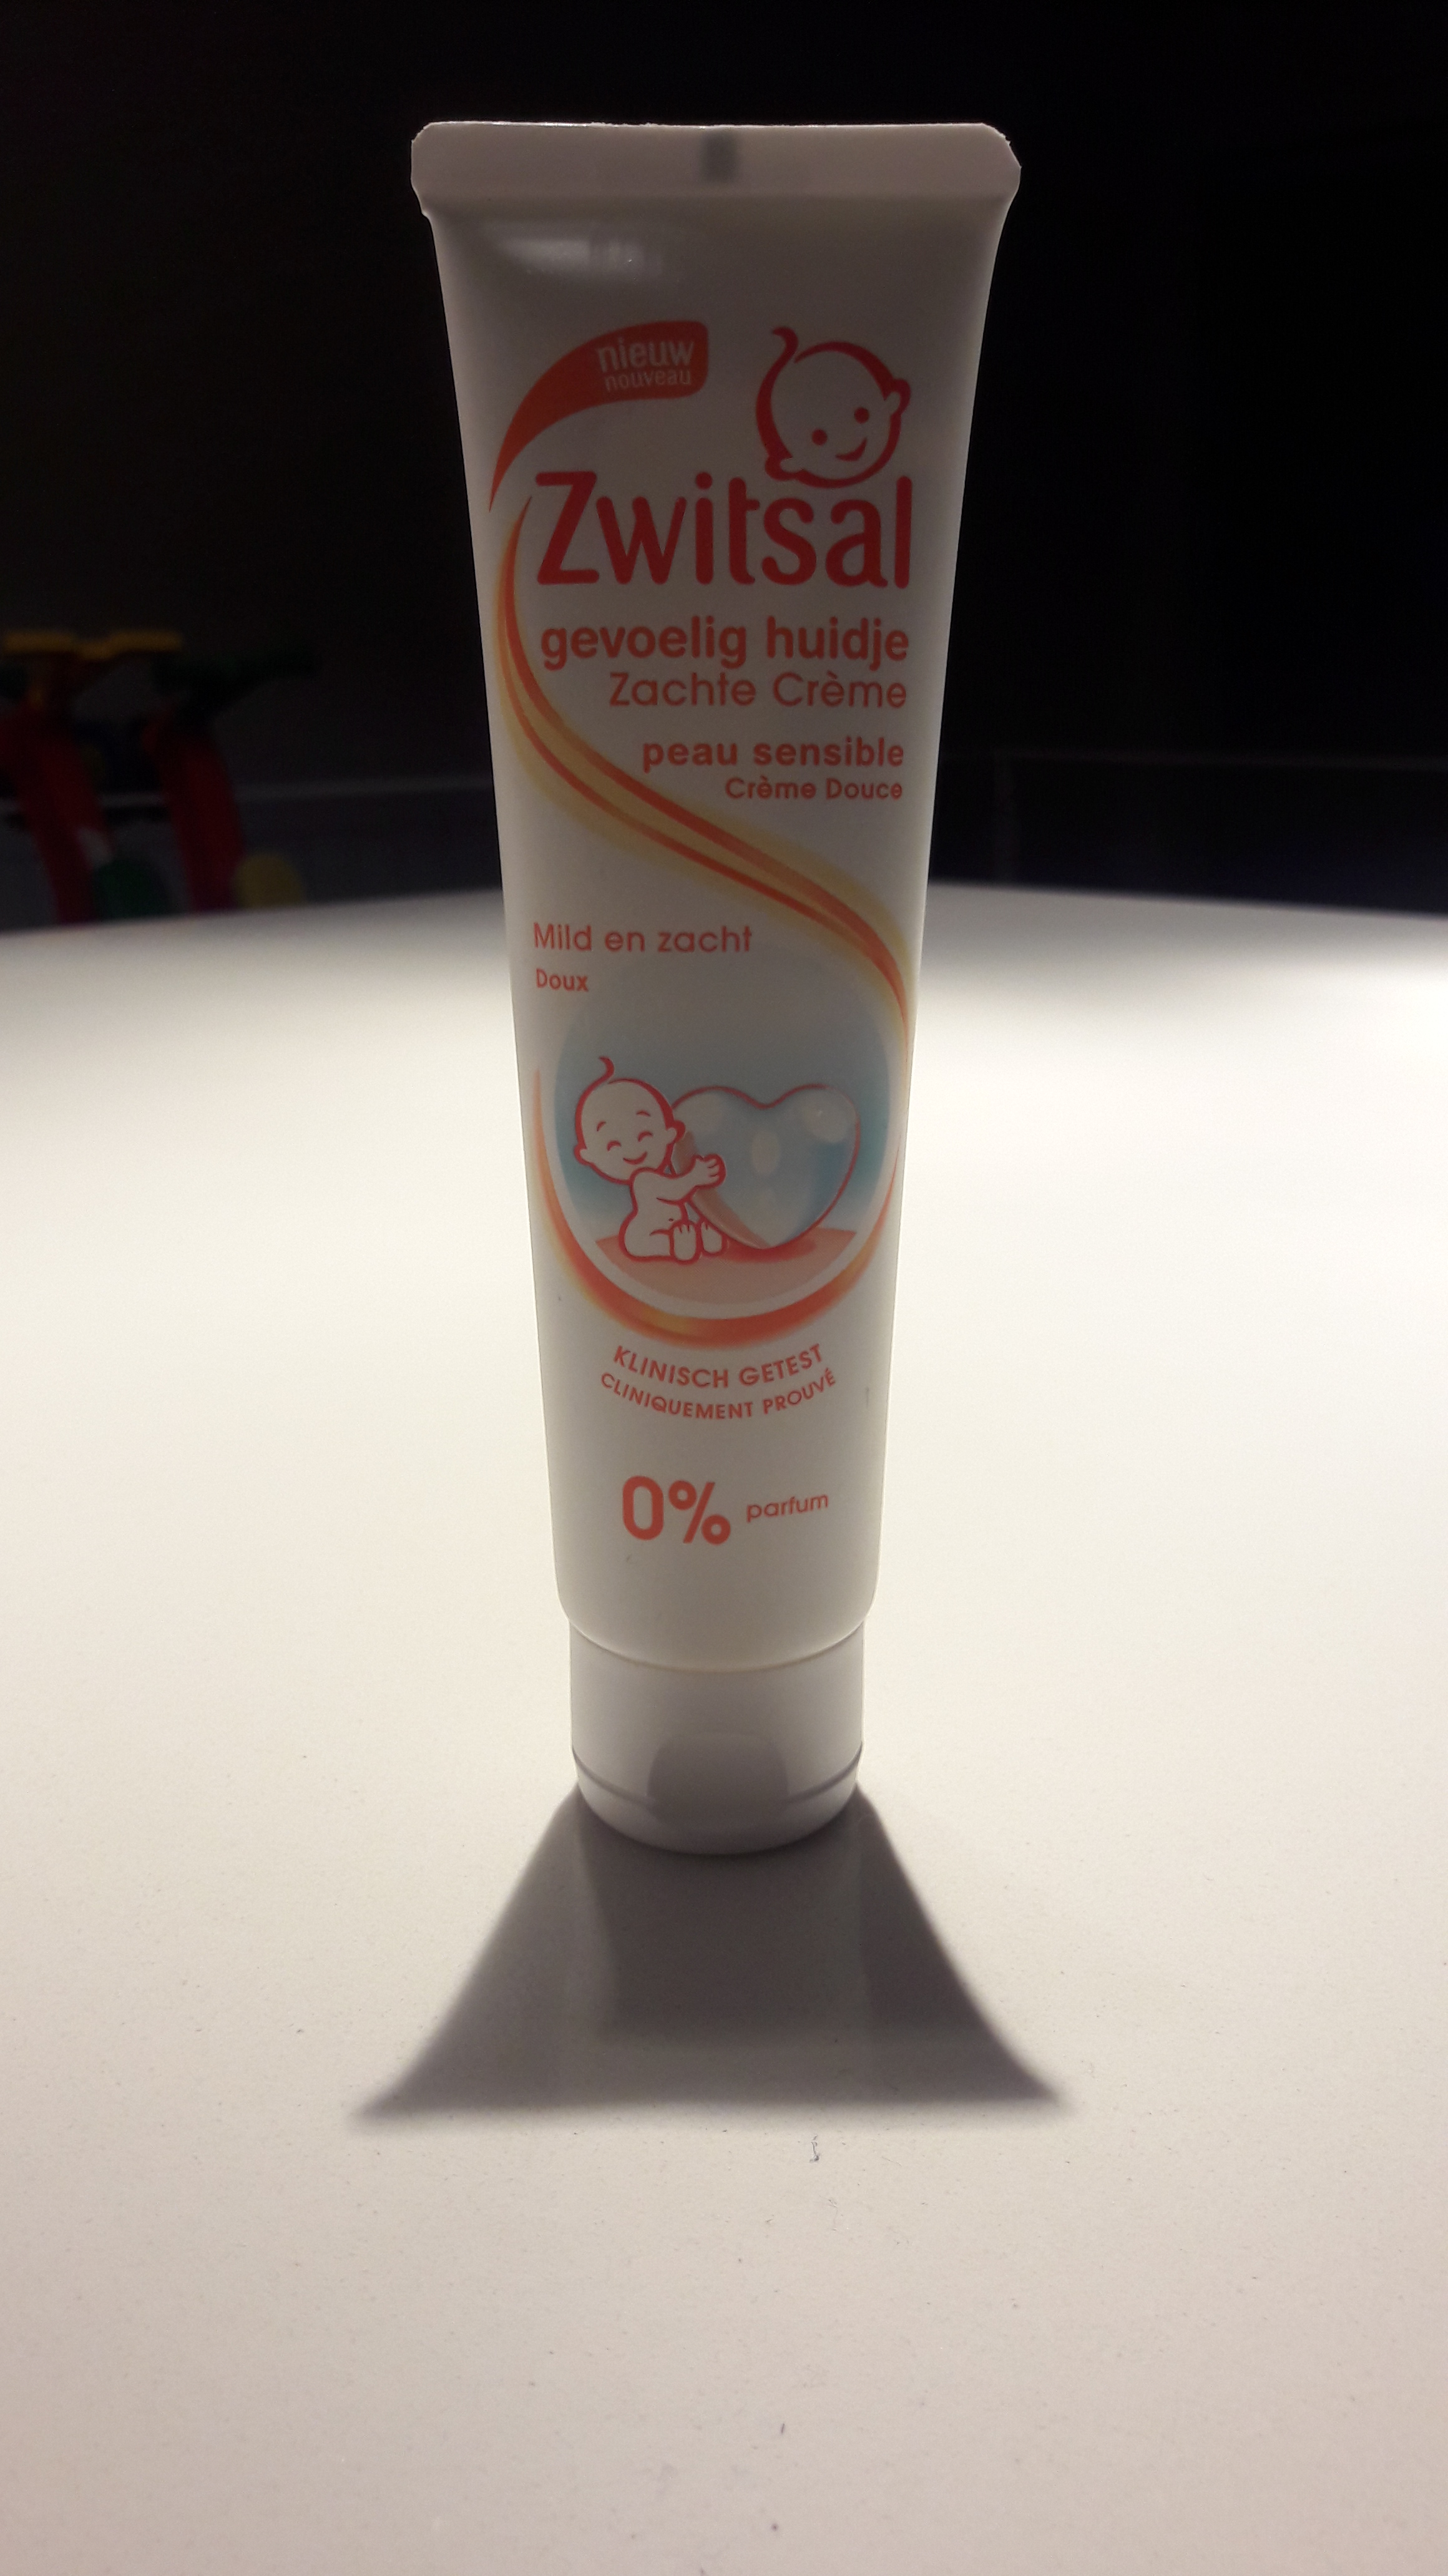 nieuw
nouveau
Zwitsal
gevoelig huidje
Zachte Crème
peau sensible
Crème Douce
Mild en zacht
Doux
KLINISCH GETEST
CLINIQUEMENT PROUVÉ
0% parfum